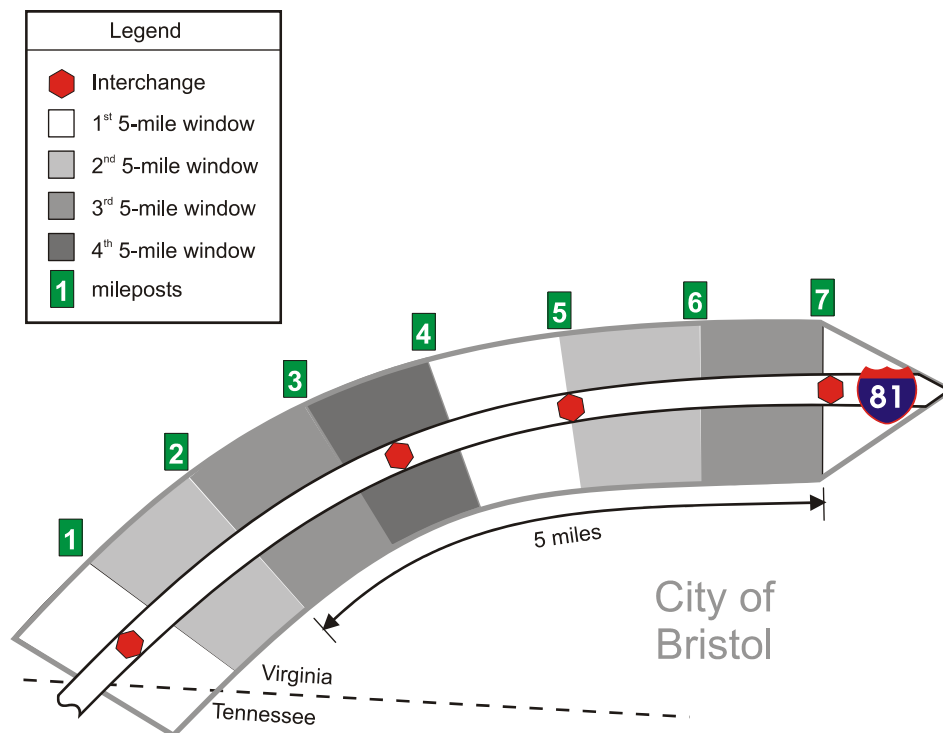 Legend
Interchange
1st 5-mile window
2nd 5-mile window
3rd 5-mile window
4th 5-mile window
1 mileposts
7
6
5
4
3
2
1
81
5 miles
City of
Bristol
Virginia
Tennessee